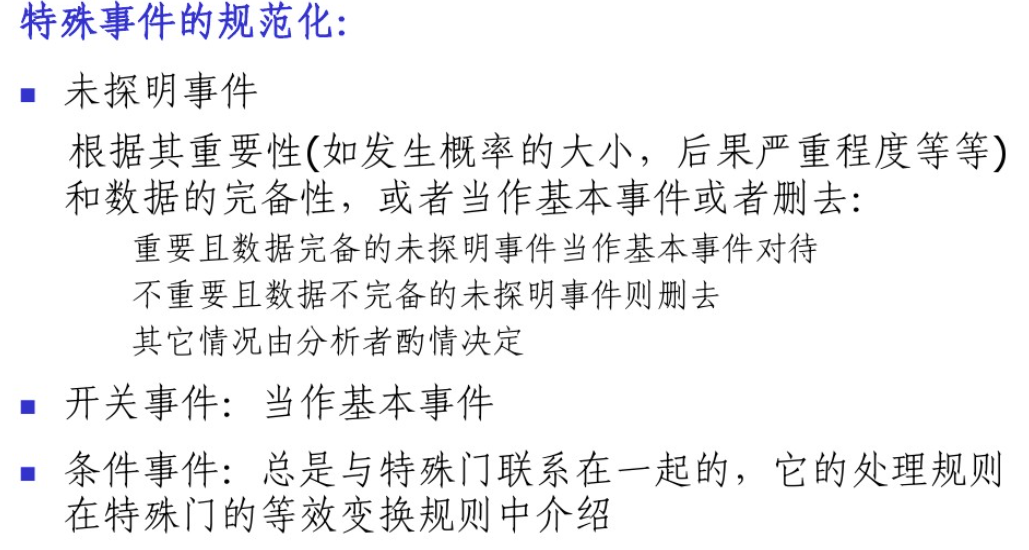 特殊事件的规范化:
未探明事件
根据其重要性(如发生概率的大小，后果严重程度等等)
和数据的完备性，或者当作基本事件或者删去:
重要且数据完备的未探明事件当作基本事件对待
不重要且数据不完备的未探明事件则删去
其它情况由分析者酌情决定
开关事件: 当作基本事件
条件事件: 总是与特殊门联系在一起的，它的处理规则
在特殊门的等效变换规则中介绍